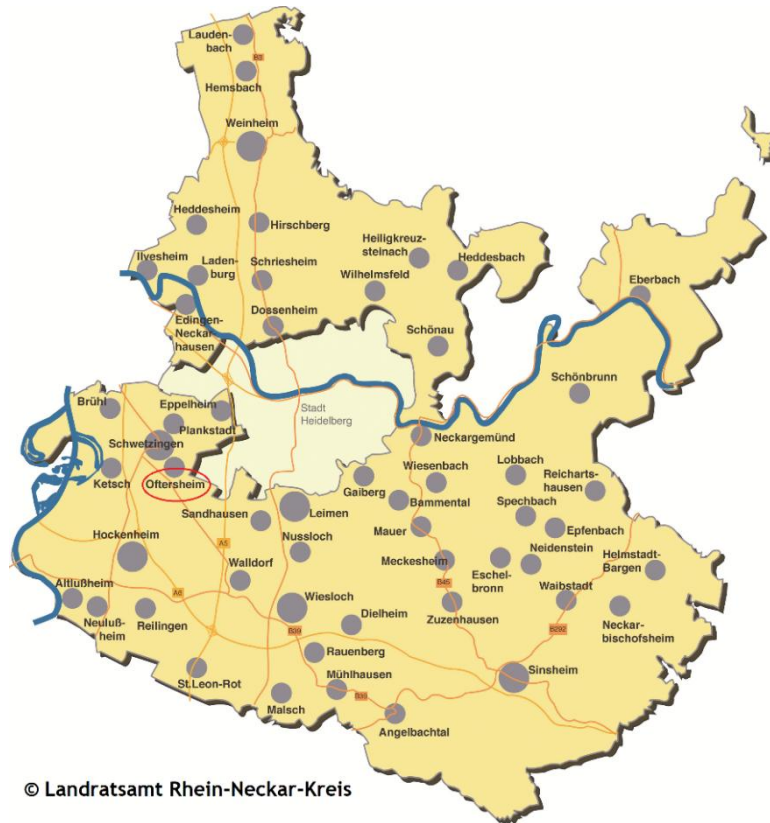 Lauden-
bach
B3
Hemsbach
Weinheim
Heddesheim
Hirschberg
Heiligkreuz-
steinach
Heddesbach
Ilvesheim
Laden-
burg
Schriesheim
Wilhelmsfeld
Eberbach
Edingen-
Neckar
hausen
Dossenheim
Schönau
Schönbrunn
Brühl
Eppelheim
Plankstadt
Stadt
Heidelberg
Schwetzingen
Neckargemünd
Ketsch
Oftersheim
Gaiberg
Wiesenbach
Bammental
Lobbach
Reicharts-
hausen
Spechbach
Sandhausen
Leimen
Mauer
Epfenbach
Hockenheim
A5
Nussloch
Meckesheim
Eschel-
bronn
Neidenstein
Helmstadt-
Bargen
Walldorf
B45
Altlußheim
A6
Wiesloch
Waibstadt
Neuluß-
heim
Reilingen
Dielheim
Zuzenhausen
Neckar-
bischofsheim
B39
B292
Rauenberg
St.Leon-Rot
Mühlhausen
Sinsheim
Malsch
B39
Angelbachtal
© Landratsamt Rhein-Neckar-Kreis